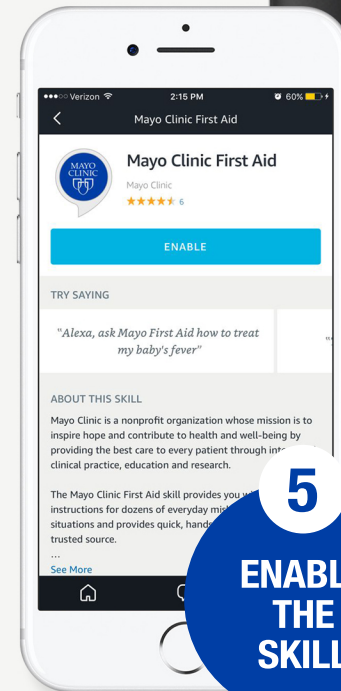 Verizon 2:15 PM 60%
Mayo Clinic First Aid
MAYO
CLINIC
Mayo Clinic First Aid
Mayo Clinic
6
ENABLE
TRY SAYING
"Alexa, ask Mayo First Aid how to treat
my baby's fever"
ABOUT THIS SKILL
Mayo Clinic is a nonprofit organization whose mission is to
inspire hope and contribute to health and well-being by
providing the best care to every patient through
clinical practice, education and research.
The Mayo Clinic First Aid skill provides you
instructions for dozens of everyday
situations and provides quick,
trusted source.
...
See More
5
THE